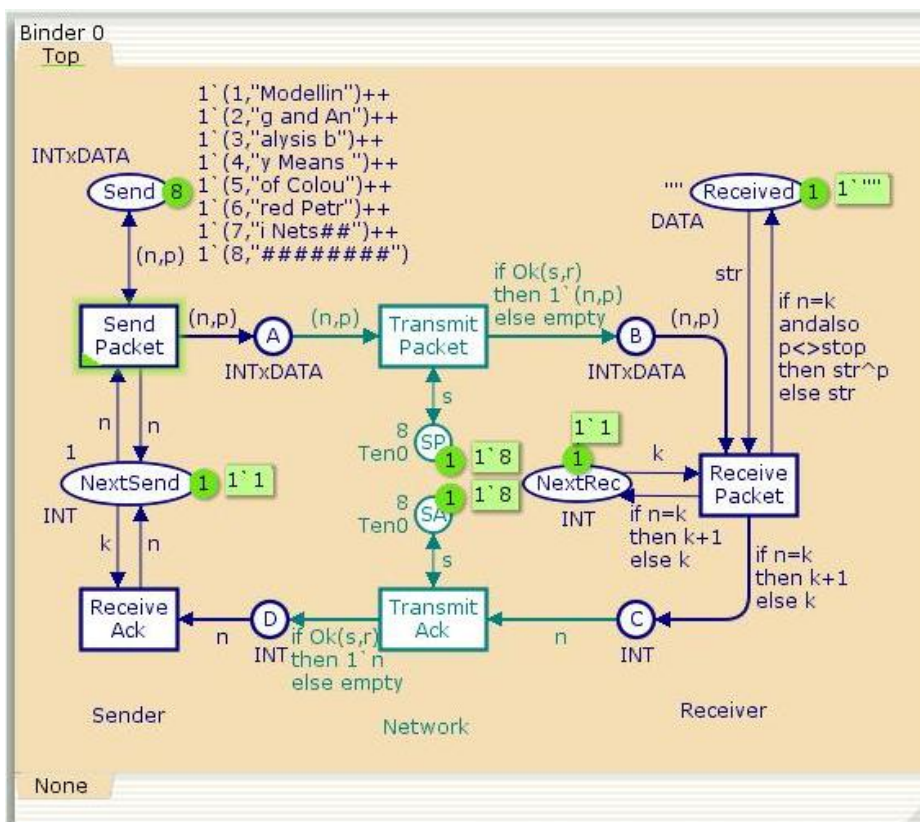 Binder 0
Top
1`(1,"Modellin")++
1`(2,"g and An")++
1`(3,"alysis b")++
1`(4,"y Means ")++
1`(5,"of Colou")++
1`(6,"red Petr")++
1`(7,"i Nets##")++
1`(8,"########")
INTxDATA
Send
8
(n,p)
""
Received
1
1`""
DATA
str
if n=k
andalso
p<>stop
then str^p
else str
if Ok(s,r)
then 1`(n,p)
else empty
Send
Packet
(n,p)
A
INTxDATA
(n,p)
Transmit
Packet
B
INTxDATA
(n,p)
n
n
s
8
Ten0
SP
1
1`8
1
NextSend
1
1`1
INT
8
Ten0
SA
1
1`8
1`1
1
NextRec
INT
k
Receive
Packet
if n=k
then k+1
else k
if n=k
then k+1
else k
k
n
s
Receive
Ack
n
D
INT
if Ok(s,r)
then 1`n
else empty
Transmit
Ack
n
C
INT
Sender
Network
Receiver
None